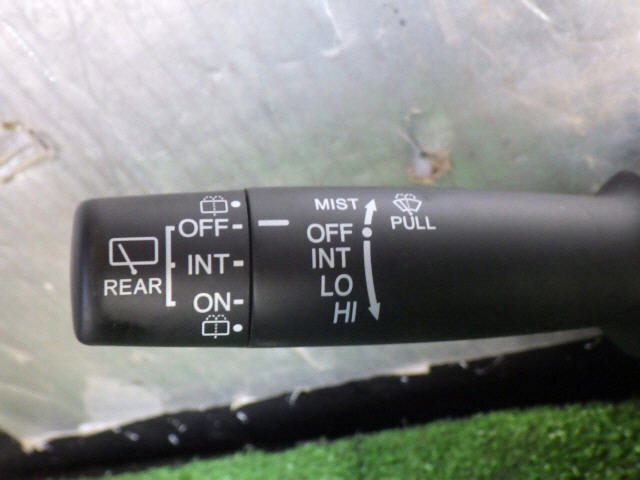 REAR
OFF
INT
ON
MIST
OFF
INT
LO
HI
PULL